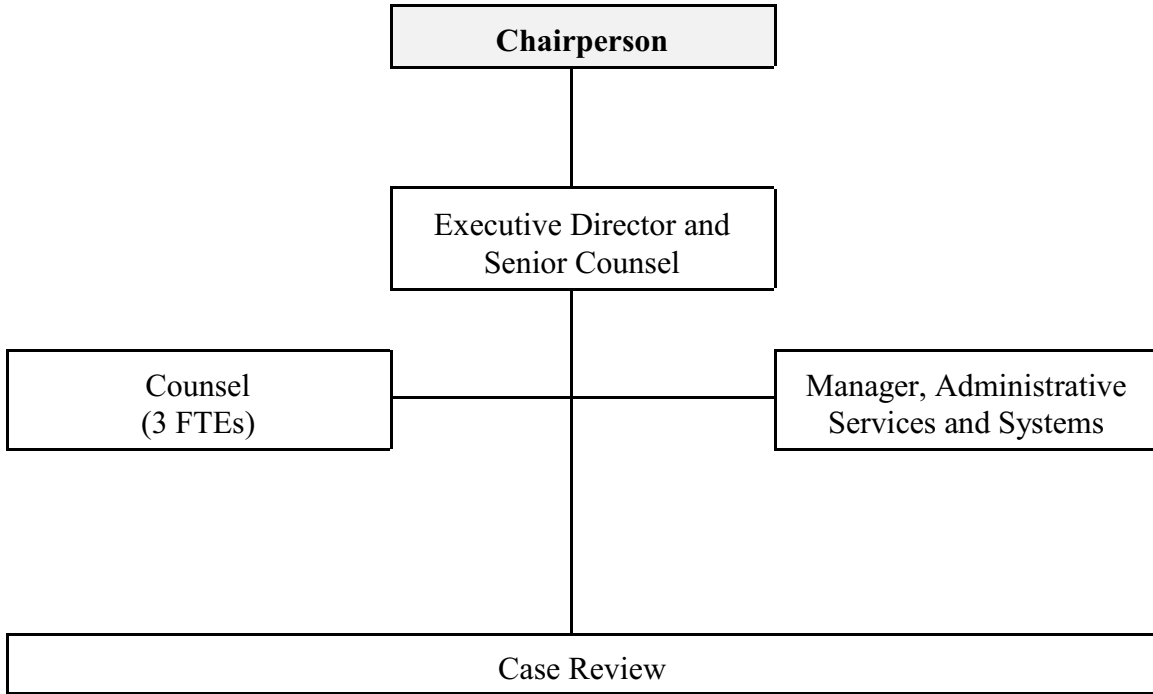 Chairperson
Executive Director and
Senior Counsel
Counsel
(3 FTEs)
Manager, Administrative
Services and Systems
Case Review